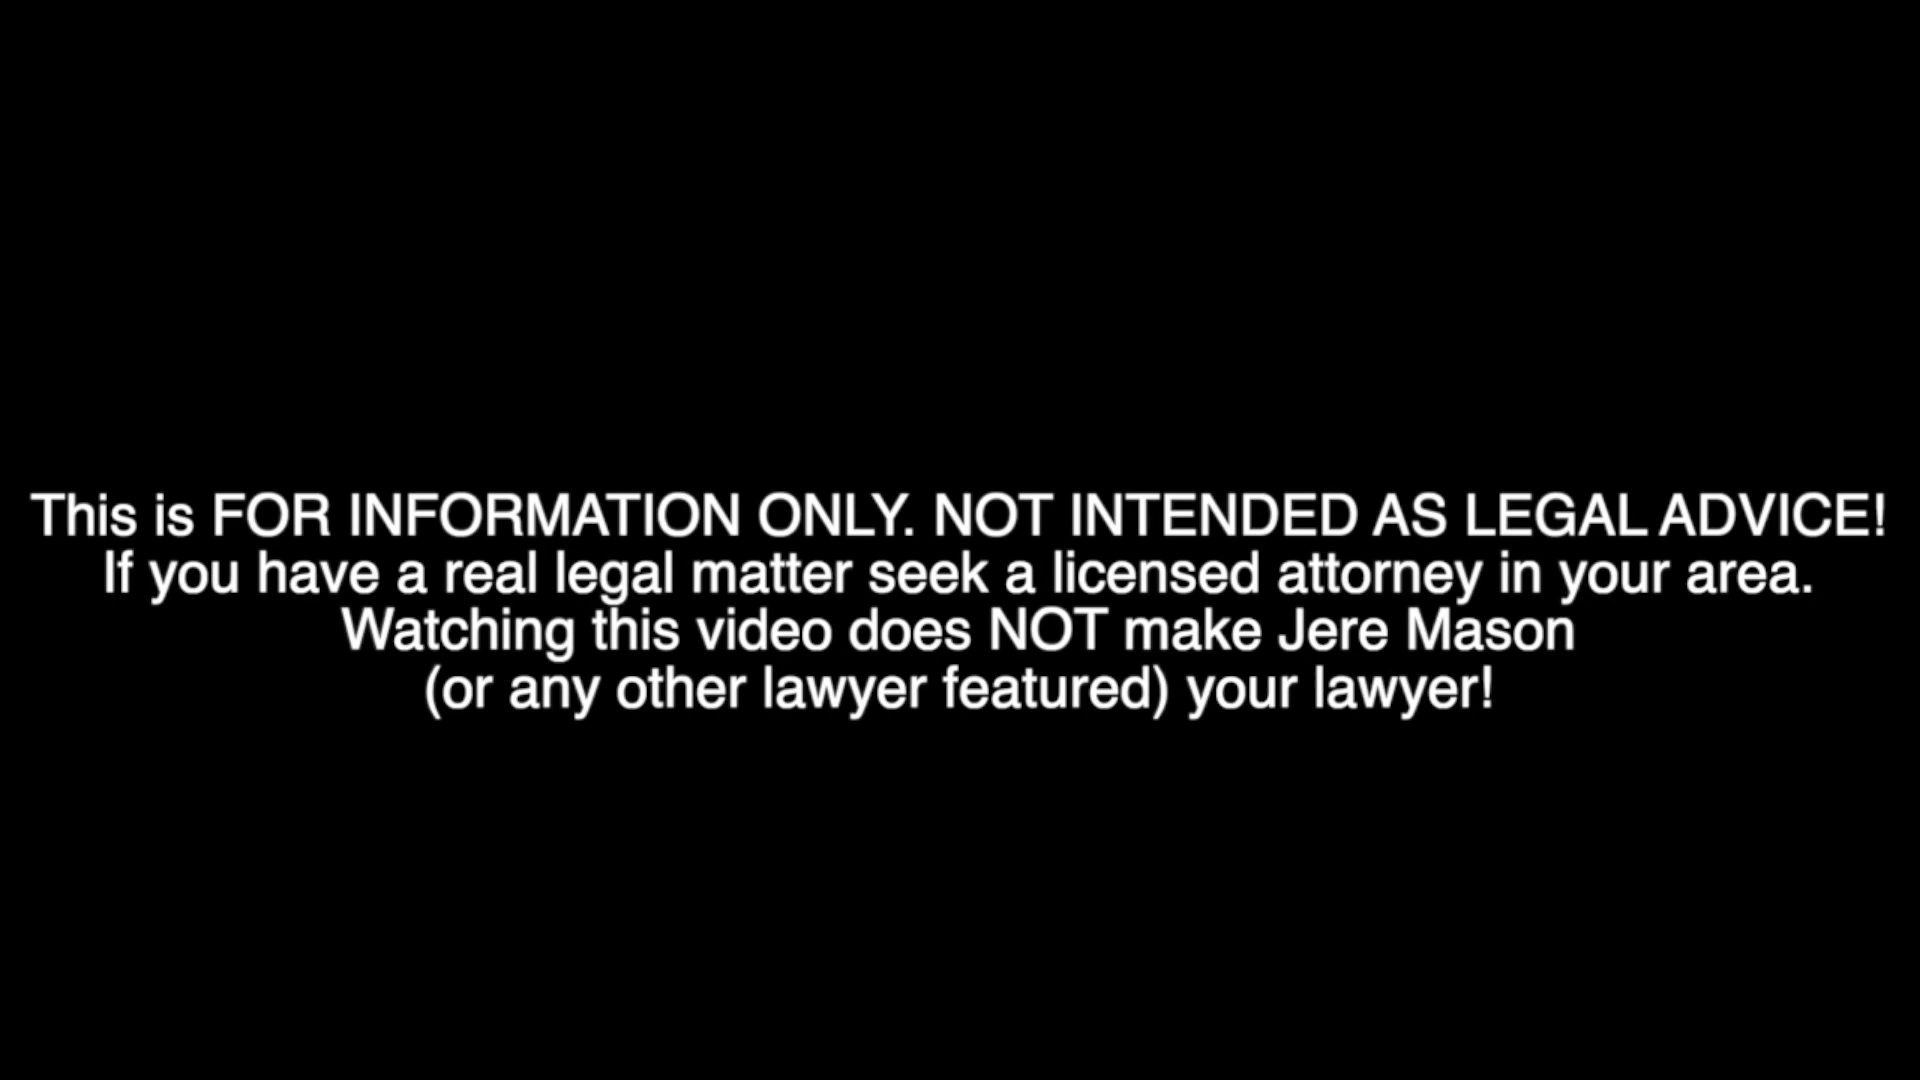 This is FOR INFORMATION ONLY. NOT INTENDED AS LEGAL ADVICE!
If you have a real legal matter seek a licensed attorney in your area.
Watching this video does NOT make Jere Mason
(or any other lawyer featured) your lawyer!